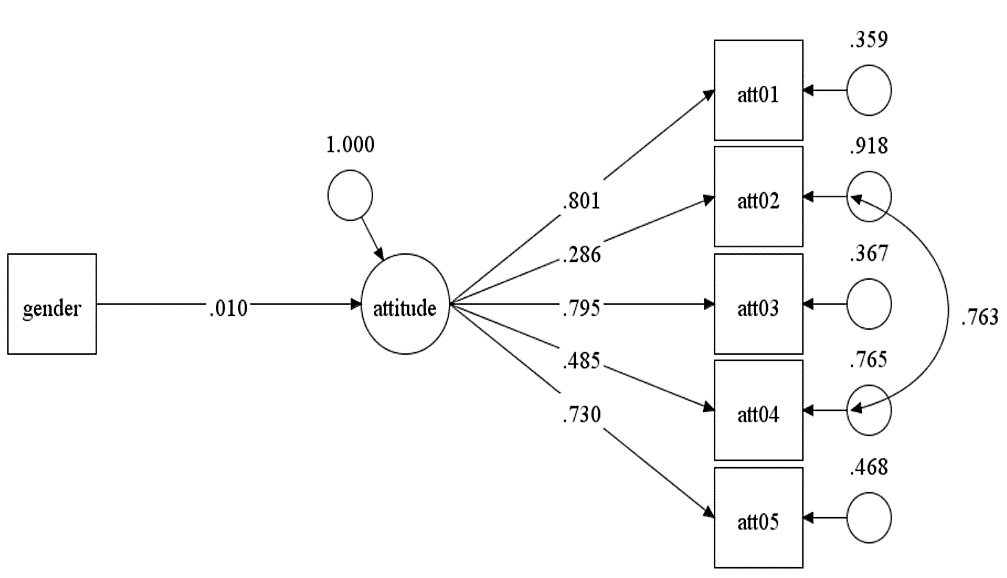 .359
att01
.918
1.000
.801
att02
.286
.367
gender
.010
attitude
.795
att03
.763
.485
.765
att04
.730
.468
att05